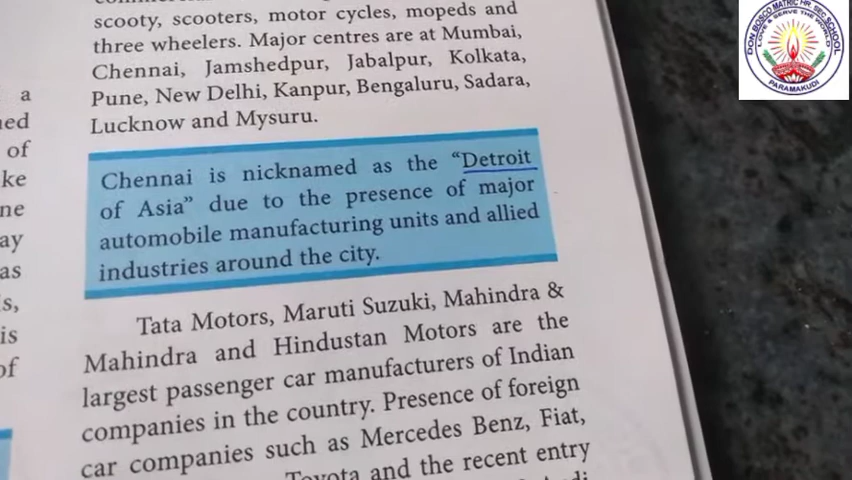 scooty, scooters, motor cycles, mopeds and
three wheelers. Major centres are at Mumbai,
Chennai, Jamshedpur, Jabalpur, Kolkata,
Pune, New Delhi, Kanpur, Bengaluru, Sadara,
Lucknow and Mysuru.
Chennai is nicknamed as the “Detroit
of Asia” due to the presence of major
automobile manufacturing units and allied
industries around the city.
Tata Motors, Maruti Suzuki, Mahindra &
Mahindra and Hindustan Motors are the
largest passenger car manufacturers of Indian
companies in the country. Presence of foreign
car companies such as Mercedes Benz, Fiat,
Toyota and the recent entry
a
of
is
of
DON BOSCO MATRIC HR SEC SCHOOL
LOVE & SERVE THE WORLD
PARAMAKUDI